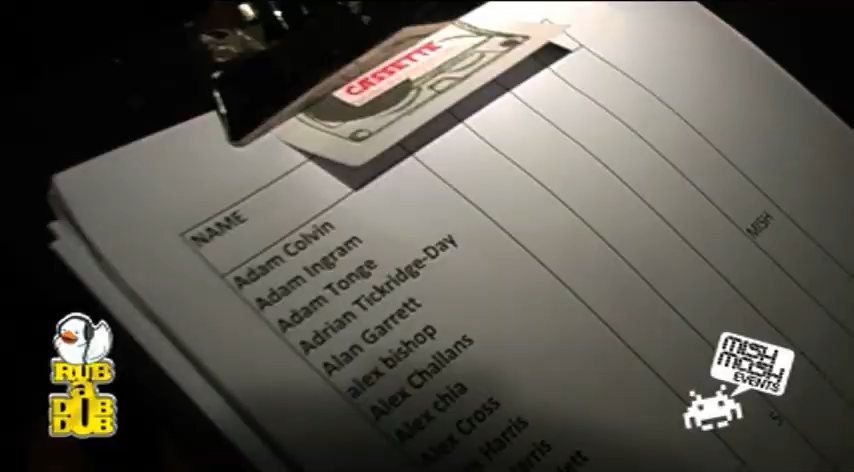 CASSETTE
NAME
Adam Colvin
Adam Ingram
Adam Tonge
Adrian Tickridge-Day
Alan Garrett
alex bishop
Alex Challans
Alex chia
Alex Cross
Harris
MISH
RUB
a
DUB
DUB
MISH
MASH
EVENTS